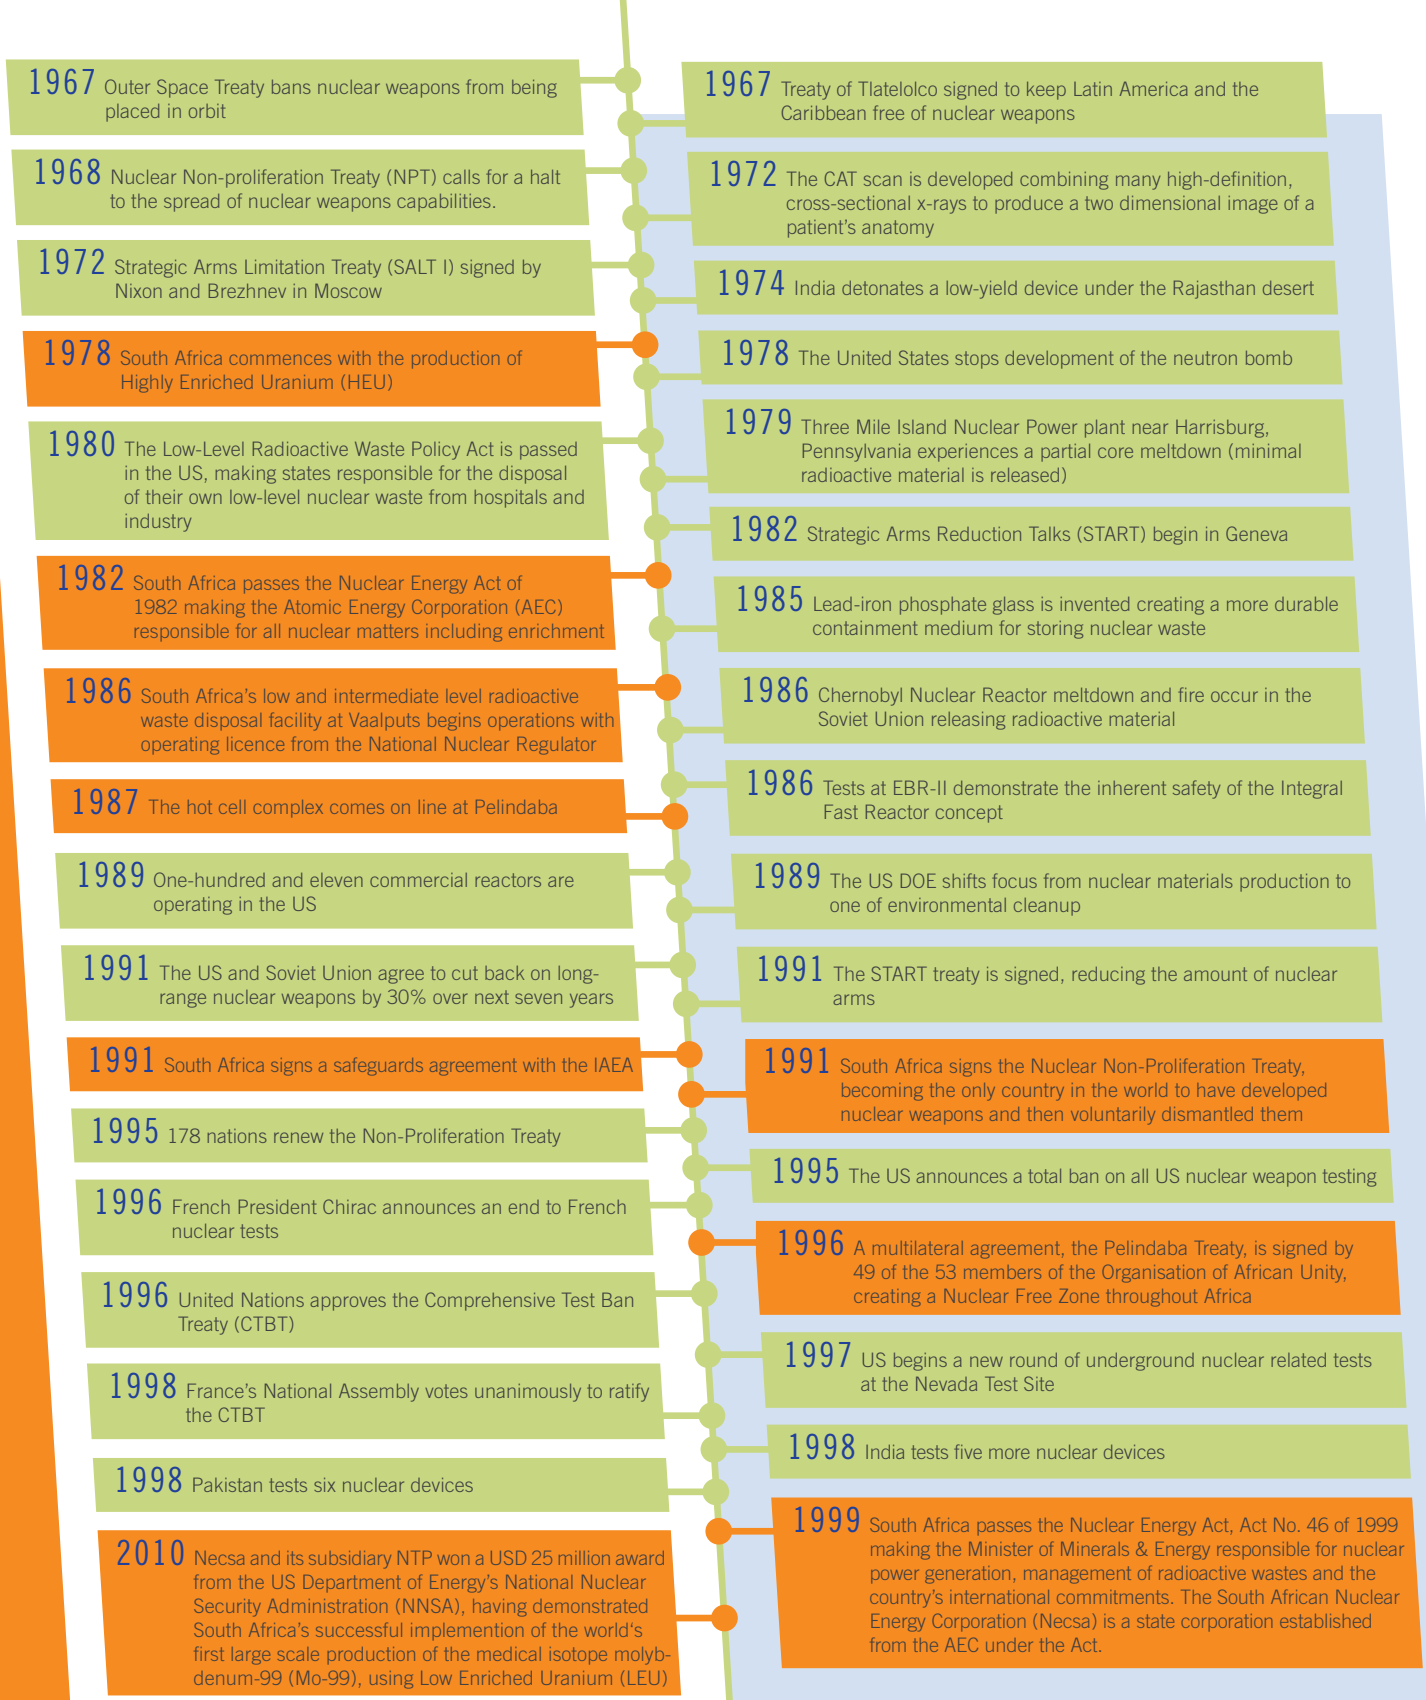 1967 Outer Space Treaty bans nuclear weapons from being
placed in orbit
1967 Treaty of Tlatelolco signed to keep Latin America and the
Caribbean free of nuclear weapons
1968 Nuclear Non-proliferation Treaty (NPT) calls for a halt
to the spread of nuclear weapons capabilities.
1972 The CAT scan is developed combining many high-definition,
cross-sectional x-rays to produce a two dimensional image of a
patient's anatomy
1972 Strategic Arms Limitation Treaty (SALT I) signed by
Nixon and Brezhnev in Moscow
1974 India detonates a low-yield device under the Rajasthan desert
1978 South Africa commences with the production of
Highly Enriched Uranium (HEU)
1978 The United States stops development of the neutron bomb
1980 The Low-Level Radioactive Waste Policy Act is passed
in the US, making states responsible for the disposal
of their own low-level nuclear waste from hospitals and
industry
1979 Three Mile Island Nuclear Power plant near Harrisburg,
Pennsylvania experiences a partial core meltdown (minimal
radioactive material is released)
1982 Strategic Arms Reduction Talks (START) begin in Geneva
1982 South Africa passes the Nuclear Energy Act of
1982 making the Atomic Energy Corporation (AEC)
responsible for all nuclear matters including enrichment
1985 Lead-iron phosphate glass is invented creating a more durable
containment medium for storing nuclear waste
1986 South Africa's low and intermediate level radioactive
waste disposal facility at Vaalputs begins operations with
operating licence from the National Nuclear Regulator
1986 Chernobyl Nuclear Reactor meltdown and fire occur in the
Soviet Union releasing radioactive material
1986 Tests at EBR-II demonstrate the inherent safety of the Integral
Fast Reactor concept
1987 The hot cell complex comes on line at Pelindaba
1989 One-hundred and eleven commercial reactors are
operating in the US
1989 The US DOE shifts focus from nuclear materials production to
one of environmental cleanup
1991 The US and Soviet Union agree to cut back on long-
range nuclear weapons by 30% over next seven years
1991 The START treaty is signed, reducing the amount of nuclear
arms
1991 South Africa signs a safeguards agreement with the IAEA
1991 South Africa signs the Nuclear Non-Proliferation Treaty,
becoming the only country in the world to have developed
nuclear weapons and then voluntarily dismantled them
1995 178 nations renew the Non-Proliferation Treaty
1995 The US announces a total ban on all US nuclear weapon testing
1996 French President Chirac announces an end to French
nuclear tests
1996 A multilateral agreement, the Pelindaba Treaty, is signed by
49 of the 53 members of the Organisation of African Unity,
creating a Nuclear Free Zone throughout Africa
1996 United Nations approves the Comprehensive Test Ban
Treaty (CTBT)
1997 US begins a new round of underground nuclear related tests
at the Nevada Test Site
1998 France's National Assembly votes unanimously to ratify
the CTBT
1998 India tests five more nuclear devices
1998 Pakistan tests six nuclear devices
1999 South Africa passes the Nuclear Energy Act, Act No. 46 of 1999
making the Minister of Minerals & Energy responsible for nuclear
power generation, management of radioactive wastes and the
country's international commitments. The South African Nuclear
Energy Corporation (Necsa) is a state corporation established
from the AEC under the Act.
2010 Necsa and its subsidiary NTP won a USD 25 million award
from the US Department of Energy's National Nuclear
Security Administration (NNSA), having demonstrated
South Africa's successful implemention of the world's
first large scale production of the medical isotope molyb-
denum-99 (Mo-99), using Low Enriched Uranium (LEU)